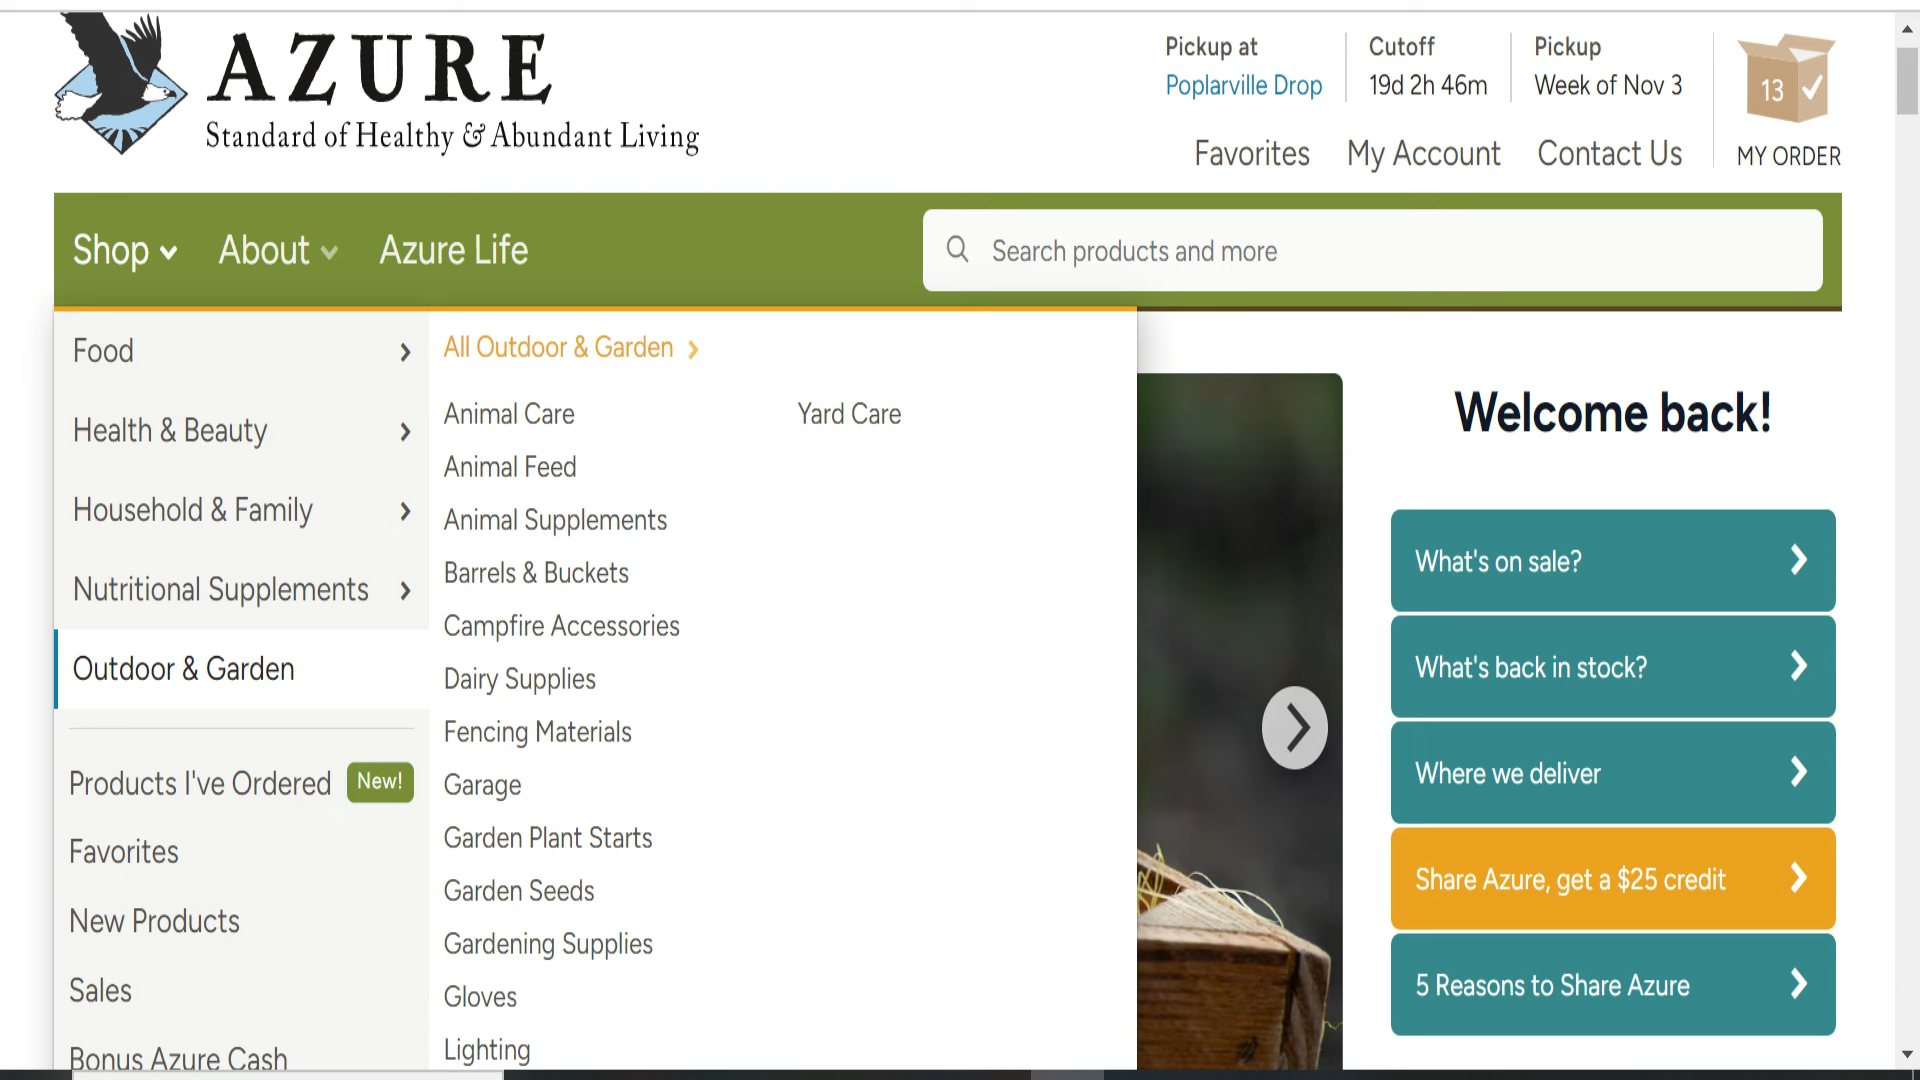 AZURE
Standard of Healthy & Abundant Living
Pickup at
Poplarville Drop
Cutoff
19d 2h 46m
Pickup
Week of Nov 3
13
MY ORDER
Favorites
My Account
Contact Us
Shop
About
Azure Life
Search products and more
Food
Health & Beauty
Household & Family
Nutritional Supplements
Outdoor & Garden
Products I've Ordered New!
Favorites
New Products
Sales
Bonus Azure Cash
All Outdoor & Garden
Animal Care
Animal Feed
Animal Supplements
Barrels & Buckets
Campfire Accessories
Dairy Supplies
Fencing Materials
Garage
Garden Plant Starts
Garden Seeds
Gardening Supplies
Gloves
Lighting
Yard Care
Welcome back!
What's on sale?
What's back in stock?
Where we deliver
Share Azure, get a $25 credit
5 Reasons to Share Azure